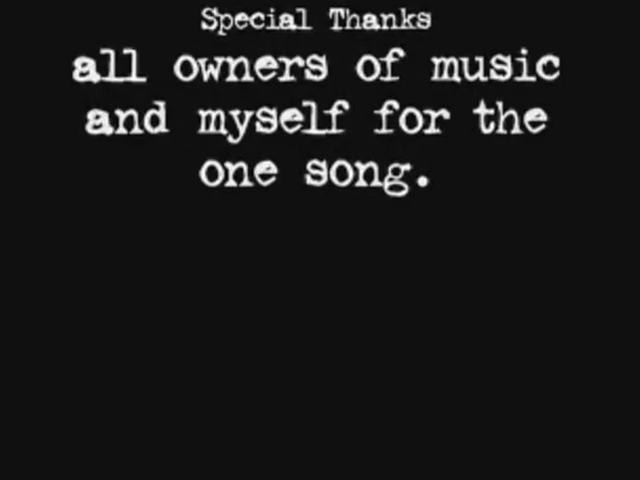 Special Thanks
all owners of music
and myself for the
one song.